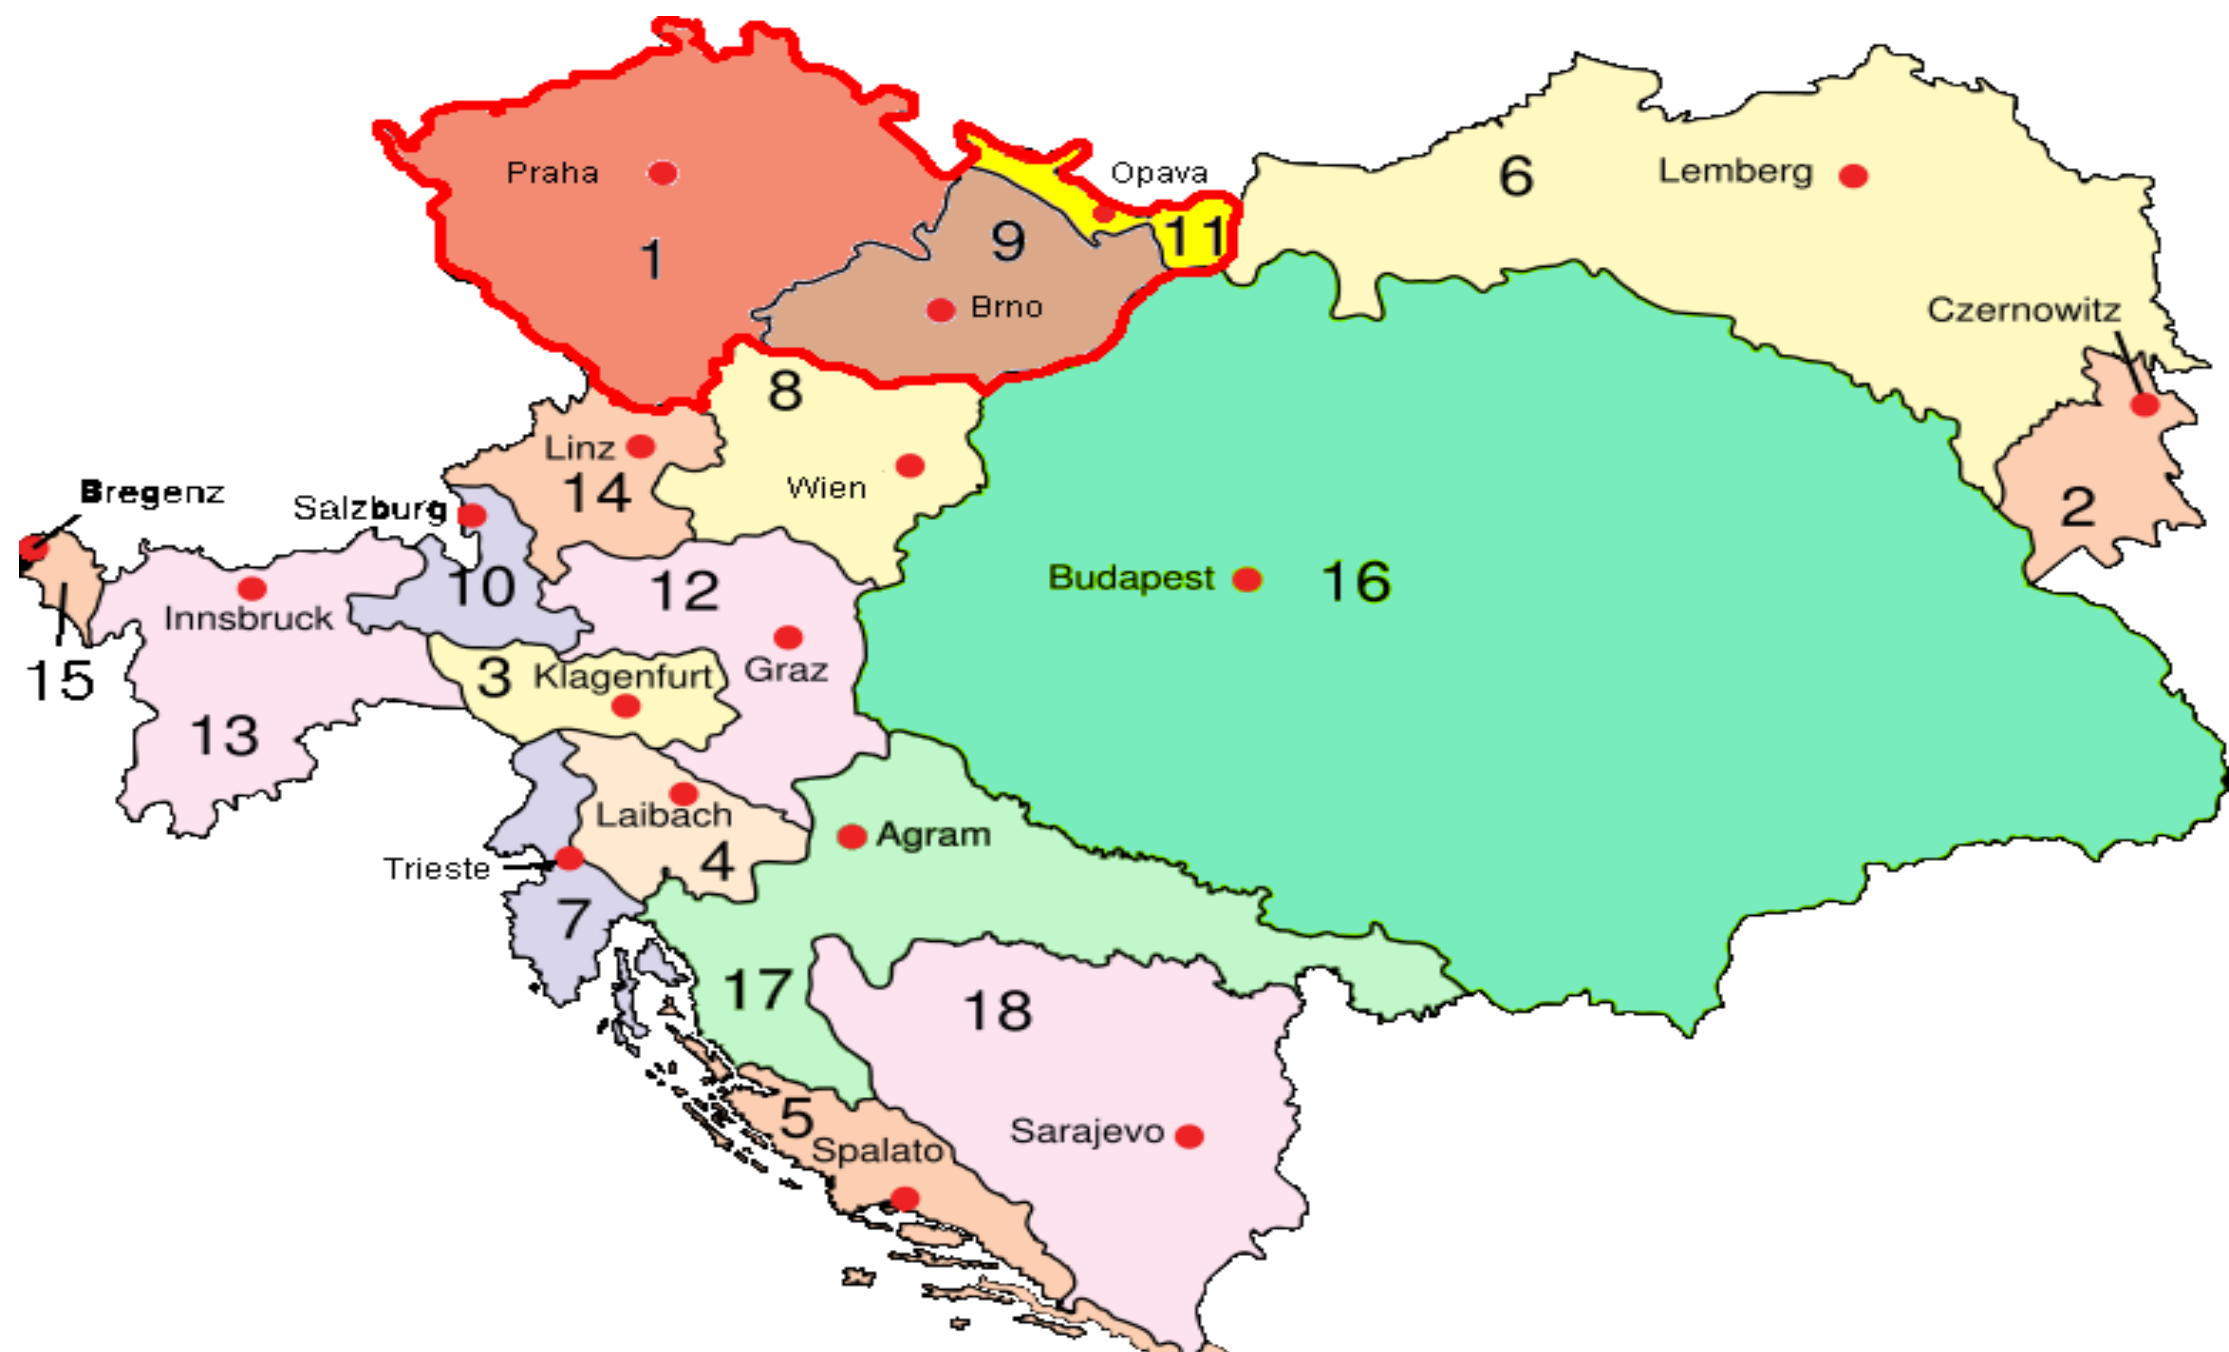 Praha
1
Opava
11
9
Brno
6
Lemberg
Czernowitz
2
8
Linz
14
Wien
Bregenz
Salzburg
15
Innsbruck
13
10
12
Graz
3
Klagenfurt
Budapest
16
Laibach
4
Agram
Trieste
7
17
18
5
Spalato
Sarajevo